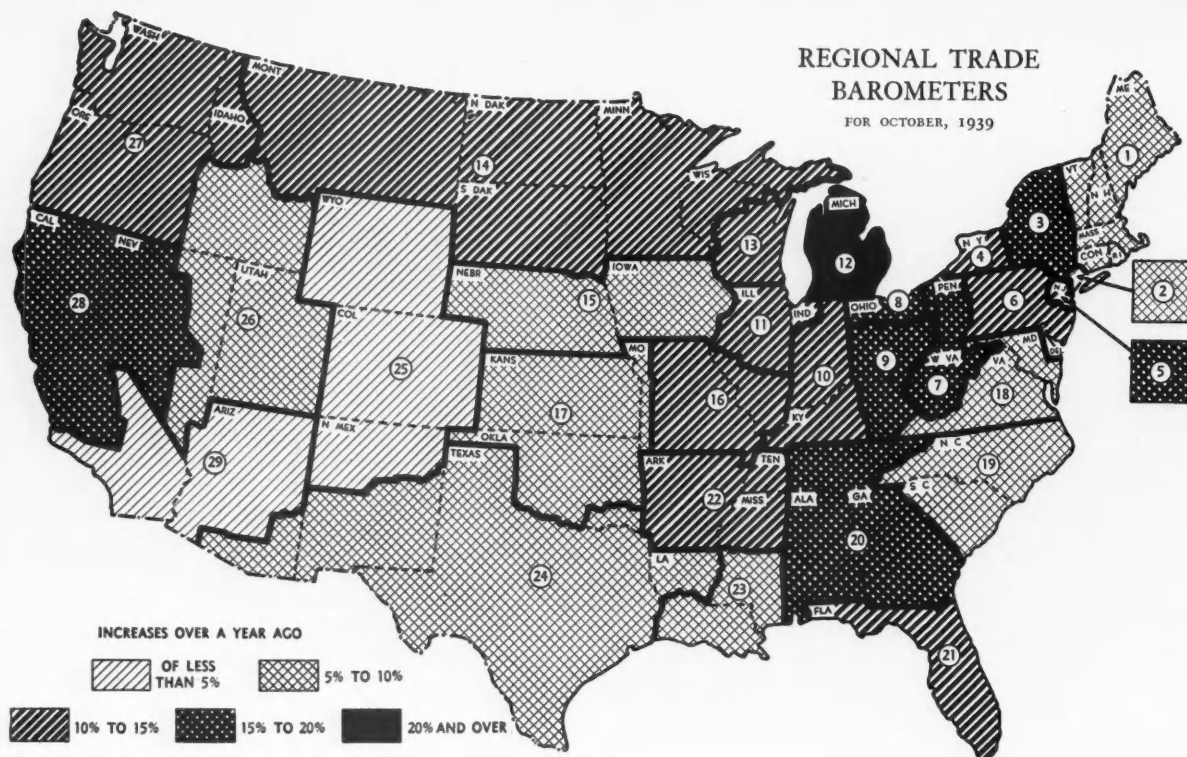 REGIONAL TRADE
BAROMETERS
FOR OCTOBER, 1939
WASH
MONT
N DAK
MINN
ME
ORE
IDAHO
27
14
S DAK
WIS
1
VT
N H
CAL
NEV
WYO
MICH
3
MASS
CON
R I
13
12
N Y
4
2
NEBR
IOWA
UTAH
15
ILL
IND
OHIO
8
PEN
6
N J
28
26
COL
11
MO
9
W VA
MD
DEL
5
25
KANS
16
10
7
VA
18
17
KY
ARIZ
N MEX
OKLA
TEXAS
ARK
TEN
N C
29
22
MISS
ALA
GA
S C
19
20
24
LA
23
FLA
21
INCREASES OVER A YEAR AGO
OF LESS
THAN 5%
5% TO 10%
10% TO 15%
15% TO 20%
20% AND OVER